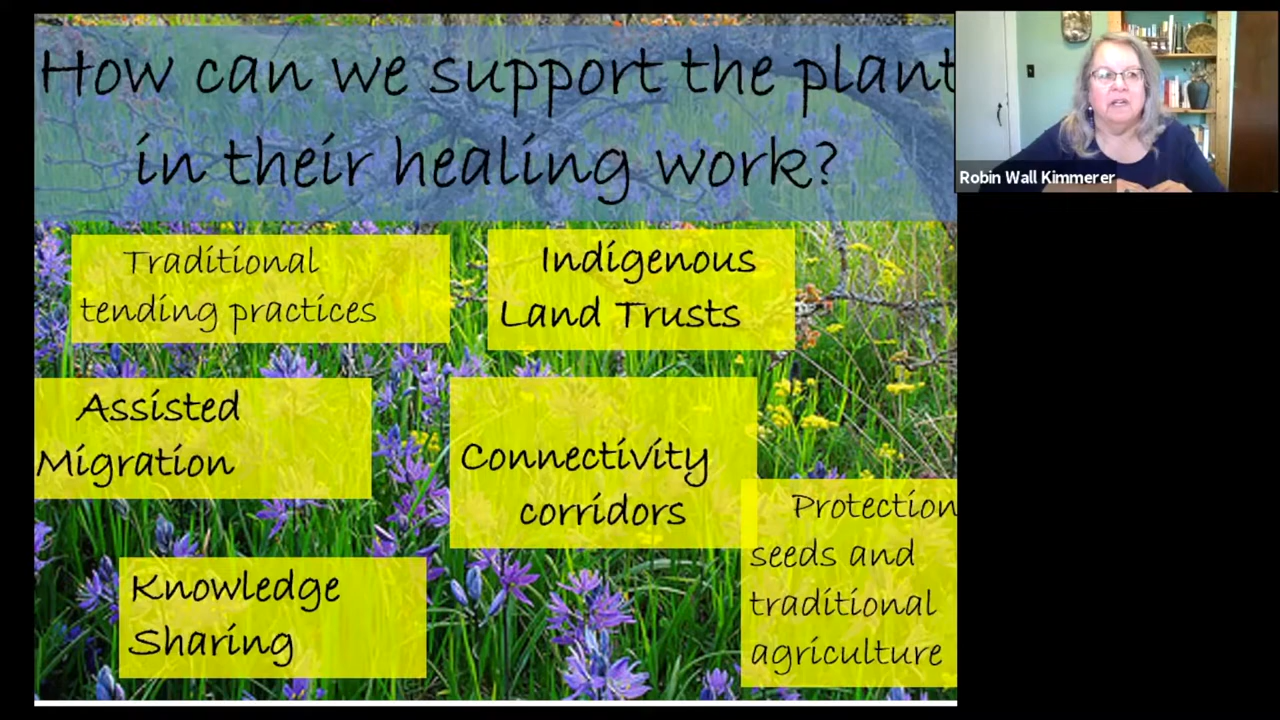 How can we support the plant
in their healing work?
Robin Wall Kimmerer
Traditional
tending practices
Indigenous
Land Trusts
Assisted
Migration
Connectivity
corridors
Protection
seeds and
traditional
agriculture
Knowledge
Sharing